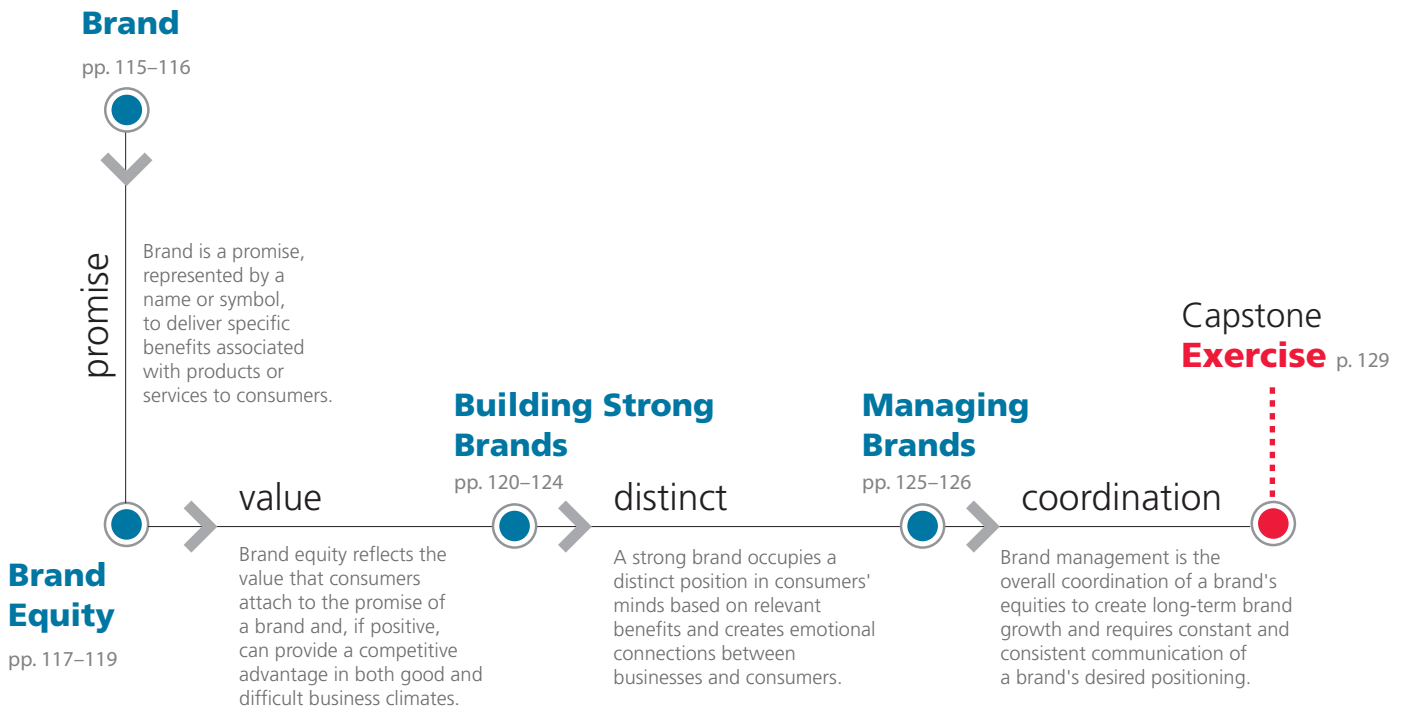 Brand
pp. 115–116
promise
Brand is a promise,
represented by a
name or symbol,
to deliver specific
benefits associated
with products or
services to consumers.
Brand
Equity
pp. 117–119
value
Brand equity reflects the
value that consumers
attach to the promise of
a brand and, if positive,
can provide a competitive
advantage in both good and
difficult business climates.
Building Strong
Brands
pp. 120–124
distinct
A strong brand occupies a
distinct position in consumers'
minds based on relevant
benefits and creates emotional
connections between
businesses and consumers.
Managing
Brands
pp. 125–126
coordination
Brand management is the
overall coordination of a brand's
equities to create long-term brand
growth and requires constant and
consistent communication of
a brand's desired positioning.
Capstone
Exercise p. 129